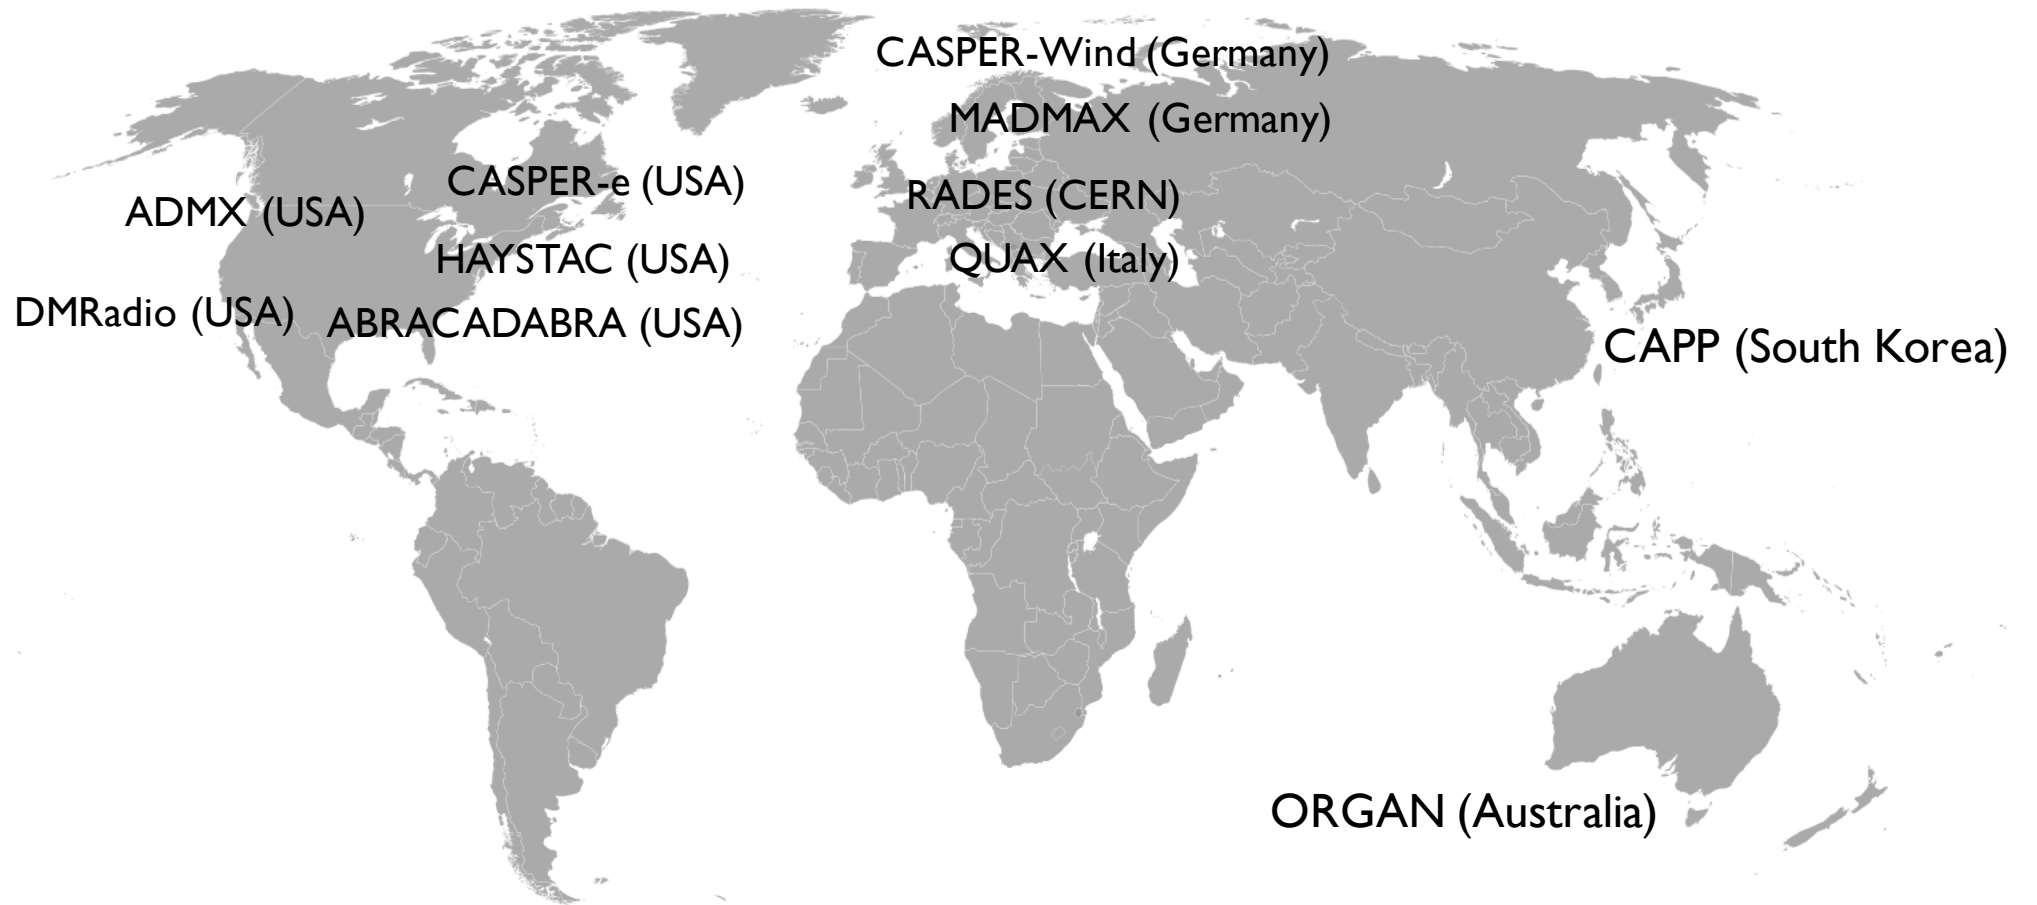 CASPER-Wind (Germany)
MADMAX (Germany)
CASPER-e (USA)
RADES (CERN)
ADMX (USA)
HAYSTAC (USA)
QUAX (Italy)
DMRadio (USA)
ABRACADABRA (USA)
CAPP (South Korea)
ORGAN (Australia)